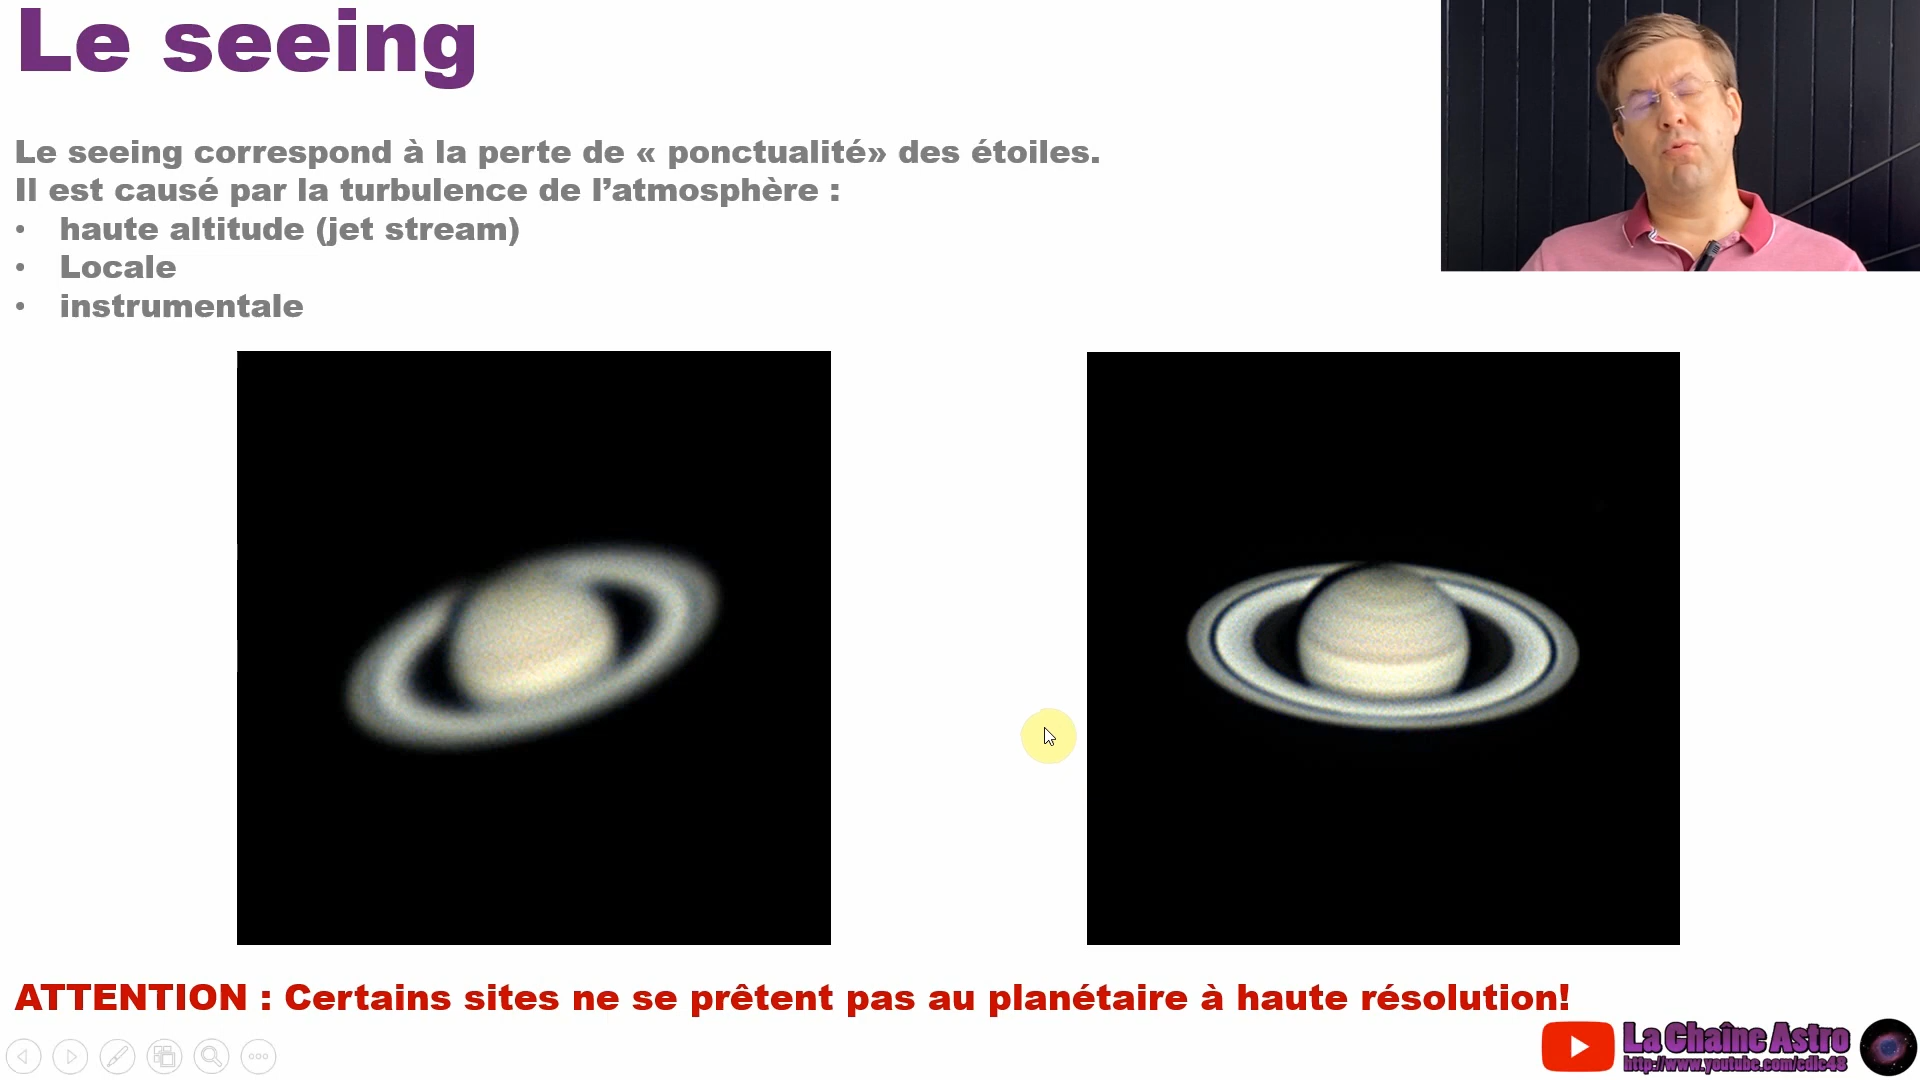 Le seeing
Le seeing correspond à la perte de « ponctualité» des étoiles.
Il est causé par la turbulence de l’atmosphère :
• haute altitude (jet stream)
• Locale
• instrumentale
ATTENTION : Certains sites ne se prêtent pas au planétaire à haute résolution!
La Chaîne Astro
http://www.youtube.com/cdlc48